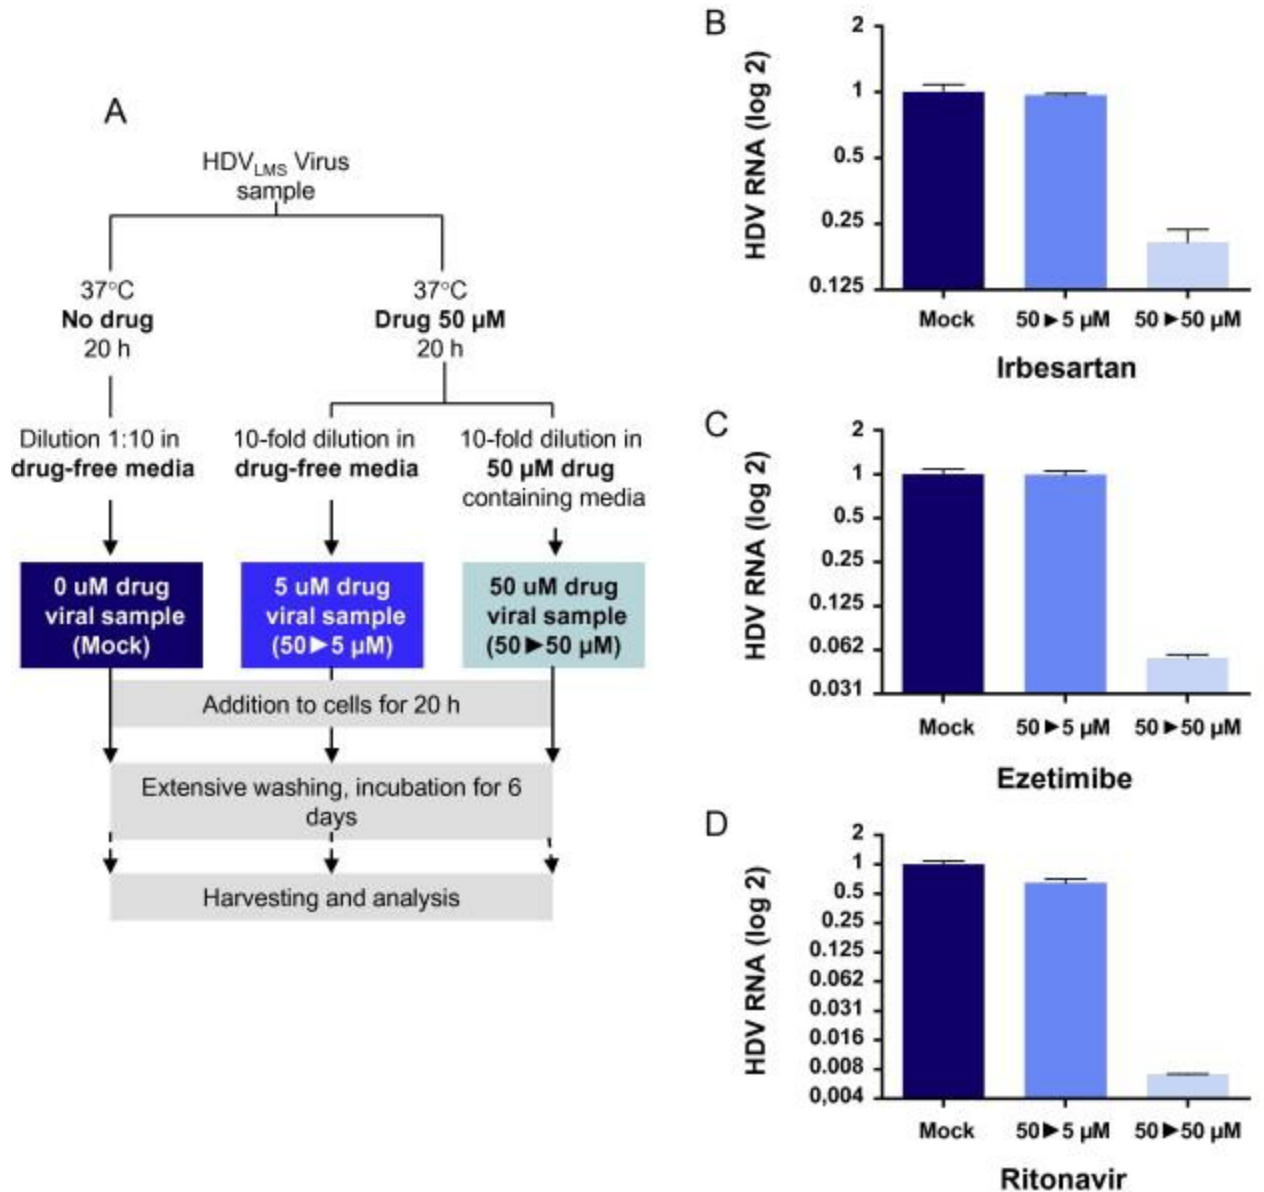 A
HDVLMS Virus
sample
37°C
No drug
20 h
37°C
Drug 50 µM
20 h
Dilution 1:10 in
drug-free media
10-fold dilution in
drug-free media
10-fold dilution in
50 µM drug
containing media
0 uM drug
viral sample
(Mock)
5 uM drug
viral sample
(50►5 µM)
50 uM drug
viral sample
(50►50 µM)
Addition to cells for 20 h
Extensive washing, incubation for 6
days
Harvesting and analysis
B
HDV RNA (log 2)
2
1
0.5
0.25
0.125
Mock
50►5 µM
50►50 µM
Irbesartan
C
HDV RNA (log 2)
2
1
0.5
0.25
0.125
0.062
0.031
Mock
50►5 µM
50►50 µM
Ezetimibe
D
HDV RNA (log 2)
2
1
0.5
0.25
0.125
0.062
0.031
0.016
0.008
0,004
Mock
50►5 µM
50►50 µM
Ritonavir